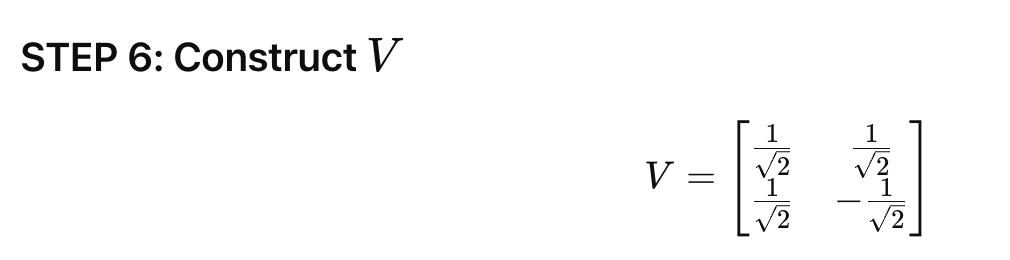 STEP 6: Construct V
V = [ 1/√2 1/√2
1/√2 −1/√2 ]